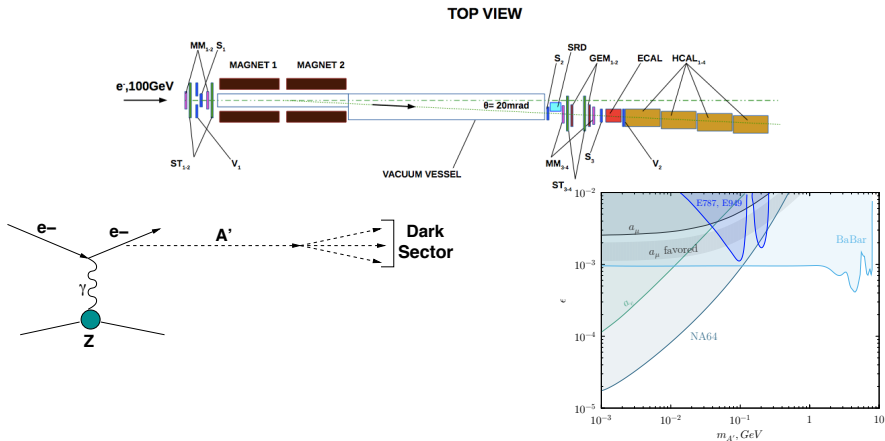 TOP VIEW
MM1-2 S1
MAGNET 1
MAGNET 2
S2
SRD
GEM1-2
ECAL
HCAL1-4
e-,100GeV
θ= 20mrad
ST1-2
V1
VACUUM VESSEL
MM3-4
S3
V2
ST3-4
e−
e−
A'
Dark
Sector
γ
Z
10−2
10−3
10−4
10−5
ϵ
E787, E949
aμ
aμ favored
BaBar
NA64
10−3
10−2
10−1
1
10
mA′, GeV